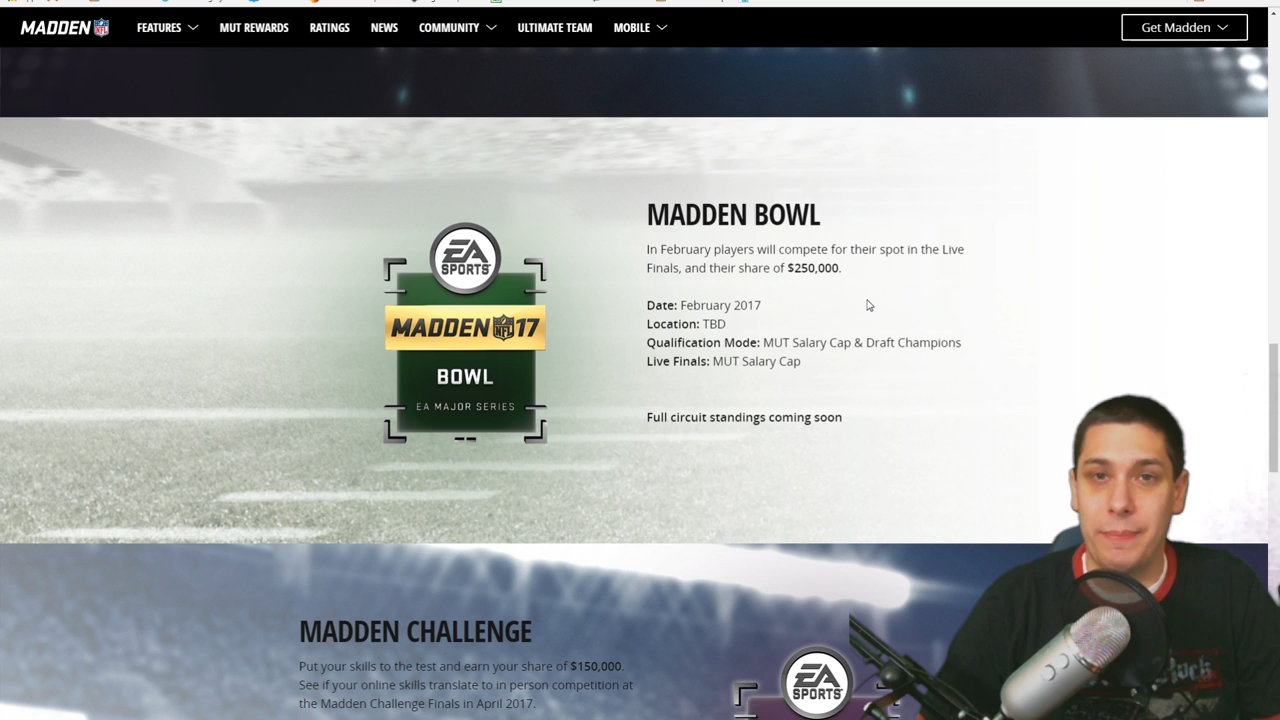 MADDEN NFL FEATURES MUT REWARDS RATINGS NEWS COMMUNITY ULTIMATE TEAM MOBILE Get Madden
MADDEN BOWL
In February players will compete for their spot in the Live
Finals, and their share of $250,000.
Date: February 2017
Location: TBD
Qualification Mode: MUT Salary Cap & Draft Champions
Live Finals: MUT Salary Cap
Full circuit standings coming soon
EA
SPORTS
MADDEN NFL 17
BOWL
EA MAJOR SERIES
MADDEN CHALLENGE
Put your skills to the test and earn your share of $150,000.
See if your online skills translate to in person competition at
the Madden Challenge Finals in April 2017.
EA
SPORTS